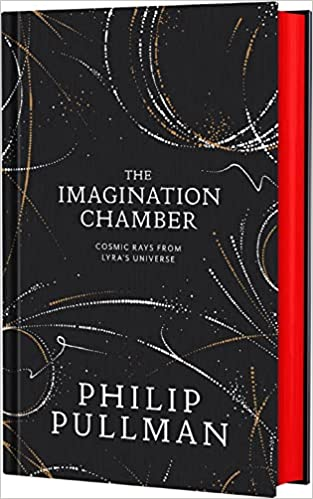 THE
IMAGINATION
CHAMBER
COSMIC RAYS FROM
LYRA'S UNIVERSE
PHILIP
PULLMAN